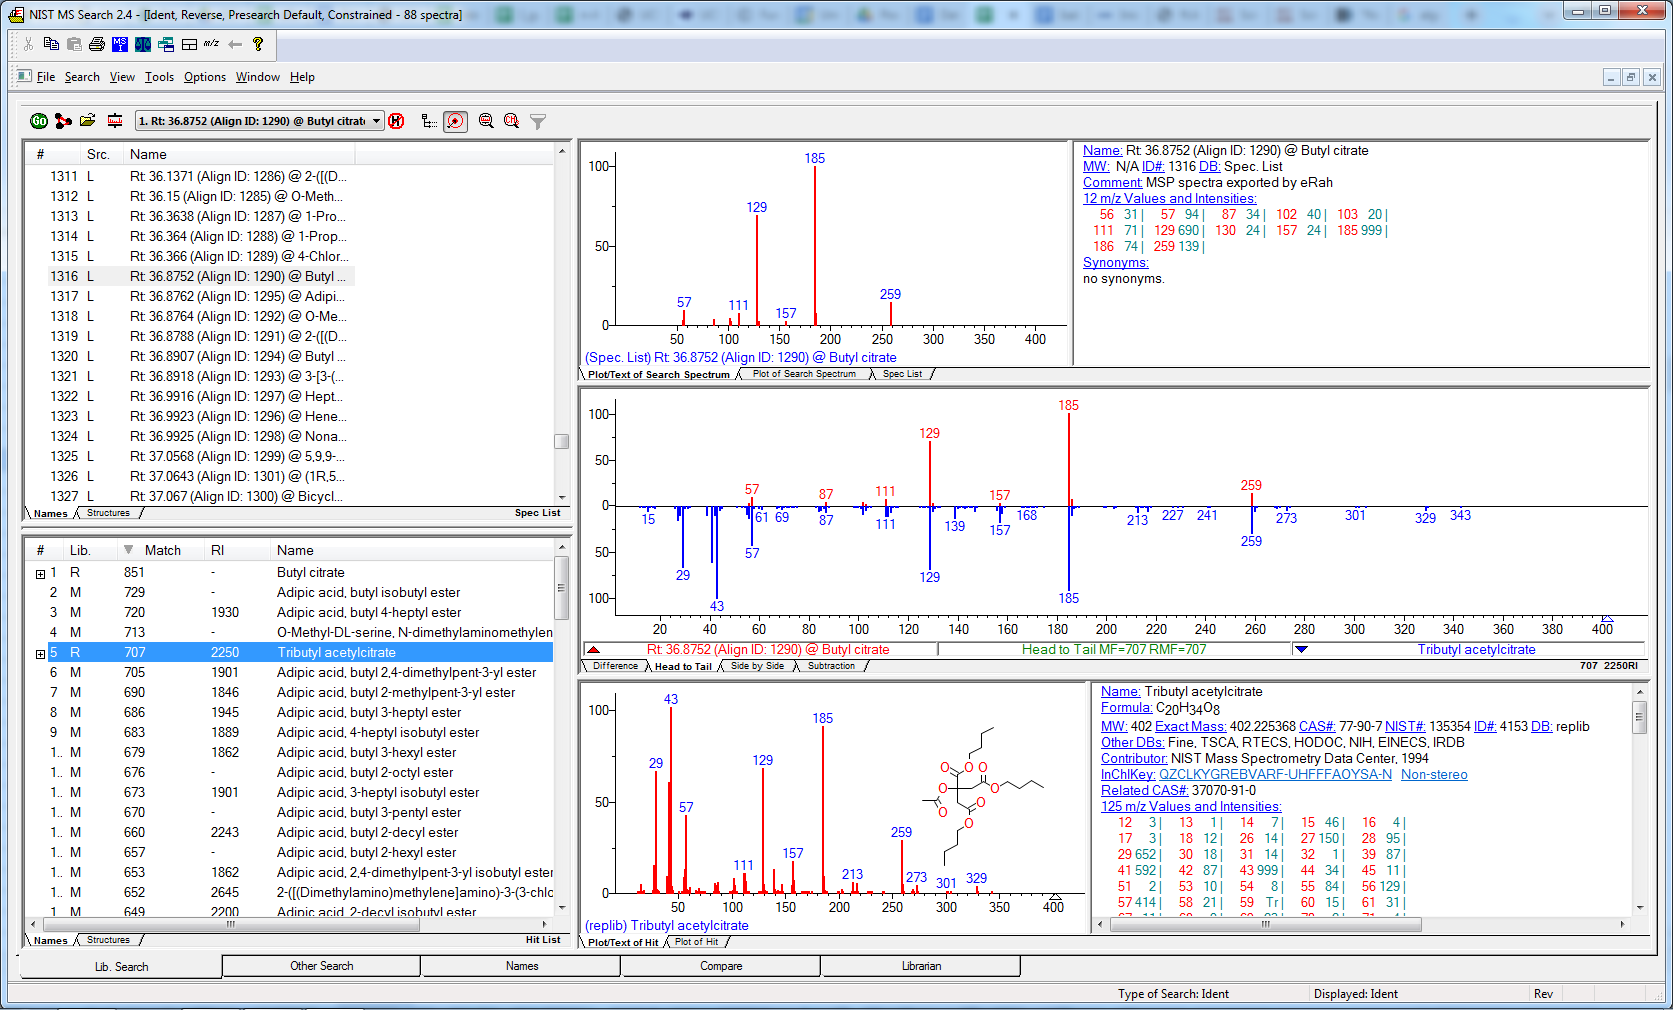 NIST MS Search 2.4 - [Ident, Reverse, Presearch Default, Constrained - 88 spectra]
MS
m/z
File Search View Tools Options Window Help
GO
1. Rt: 36.8752 (Align ID: 1290) @ Butyl citrate
# Src. Name
1311 L Rt: 36.1371 (Align ID: 1286) @ 2-([(D...
1312 L Rt: 36.15 (Align ID: 1285) @ O-Meth...
1313 L Rt: 36.3638 (Align ID: 1287) @ 1-Pro...
1314 L Rt: 36.364 (Align ID: 1288) @ 1-Prop...
1315 L Rt: 36.366 (Align ID: 1289) @ 4-Chlor...
1316 L Rt: 36.8752 (Align ID: 1290) @ Butyl ...
1317 L Rt: 36.8762 (Align ID: 1295) @ Adipi...
1318 L Rt: 36.8764 (Align ID: 1292) @ O-Me...
1319 L Rt: 36.8788 (Align ID: 1291) @ 2-([(D...
1320 L Rt: 36.8907 (Align ID: 1294) @ Butyl ...
1321 L Rt: 36.8918 (Align ID: 1293) @ 3-[3-(...
1322 L Rt: 36.9916 (Align ID: 1297) @ Hept...
1323 L Rt: 36.9923 (Align ID: 1296) @ Hene...
1324 L Rt: 36.9925 (Align ID: 1298) @ Nona...
1325 L Rt: 37.0568 (Align ID: 1299) @ 5,9,9-...
1326 L Rt: 37.0643 (Align ID: 1301) @ (1R,5...
1327 L Rt: 37.067 (Align ID: 1300) @ Bicycl...
Names Structures Spec List
# Lib. Match RI Name
1 R 851 - Butyl citrate
2 M 729 - Adipic acid, butyl isobutyl ester
3 M 720 1930 Adipic acid, butyl 4-heptyl ester
4 M 713 - O-Methyl-DL-serine, N-dimethylaminomethylen
5 R 707 2250 Tributyl acetylcitrate
6 M 705 1901 Adipic acid, butyl 2,4-dimethylpent-3-yl ester
7 M 690 1846 Adipic acid, butyl 2-methylpent-3-yl ester
8 M 686 1945 Adipic acid, butyl 3-heptyl ester
9 M 683 1889 Adipic acid, 4-heptyl isobutyl ester
1.. M 679 1862 Adipic acid, butyl 3-hexyl ester
1.. M 676 - Adipic acid, butyl 2-octyl ester
1.. M 673 1901 Adipic acid, 3-heptyl isobutyl ester
1.. M 670 - Adipic acid, butyl 3-pentyl ester
1.. M 660 2243 Adipic acid, butyl 2-decyl ester
1.. M 657 - Adipic acid, butyl 2-hexyl ester
1.. M 653 1862 Adipic acid, 2,4-dimethylpent-3-yl isobutyl ester
1.. M 652 2645 2-([(Dimethylamino)methylene]amino)-3-(3-chlo
1.. M 649 2200 Adipic acid, 2-decyl isobutyl ester
Names Structures Hit List
100
50
0
185
129
57
111
157
259
50 100 150 200 250 300 350 400
(Spec. List) Rt: 36.8752 (Align ID: 1290) @ Butyl citrate
Plot/Text of Search Spectrum Plot of Search Spectrum Spec List
Name: Rt: 36.8752 (Align ID: 1290) @ Butyl citrate
MW: N/A ID#: 1316 DB: Spec. List
Comment: MSP spectra exported by eRah
12 m/z Values and Intensities:
56 31 | 57 94 | 87 34 | 102 40 | 103 20 |
111 71 | 129 690 | 130 24 | 157 24 | 185 999 |
186 74 | 259 139 |
Synonyms:
no synonyms.
100
50
0
50
100
185
129
57 87 111 157 259
15 61 69 87 111 139 157 168 213 227 241 273 301 329 343
57
259
29
129
43
185
20 40 60 80 100 120 140 160 180 200 220 240 260 280 300 320 340 360 380 400
Rt: 36.8752 (Align ID: 1290) @ Butyl citrate Head to Tail MF=707 RMF=707 Tributyl acetylcitrate
Difference Head to Tail Side by Side Subtraction 707 2250RI
100
50
0
43
185
29
129
57
259
157
111
213
273
301
329
O O O O O O O O
50 100 150 200 250 300 350 400
(replib) Tributyl acetylcitrate
Plot/Text of Hit Plot of Hit
Name: Tributyl acetylcitrate
Formula: C20H34O8
MW: 402 Exact Mass: 402.225368 CAS#: 77-90-7 NIST#: 135354 ID#: 4153 DB: replib
Other DBs: Fine, TSCA, RTECS, HODOC, NIH, EINECS, IRDB
Contributor: NIST Mass Spectrometry Data Center, 1994
InChIKey: QZCLKYGREBVARF-UHFFFAOYSA-N Non-stereo
Related CAS#: 37070-91-0
125 m/z Values and Intensities:
12 3 | 13 1 | 14 7 | 15 46 | 16 4 |
17 3 | 18 12 | 26 14 | 27 150 | 28 95 |
29 652 | 30 18 | 31 14 | 32 1 | 39 87 |
41 592 | 42 87 | 43 999 | 44 34 | 45 11 |
51 2 | 53 10 | 54 8 | 55 84 | 56 129 |
57 414 | 58 21 | 59 Tr | 60 15 | 61 31 |
Lib. Search Other Search Names Compare Librarian
Type of Search: Ident Displayed: Ident Rev